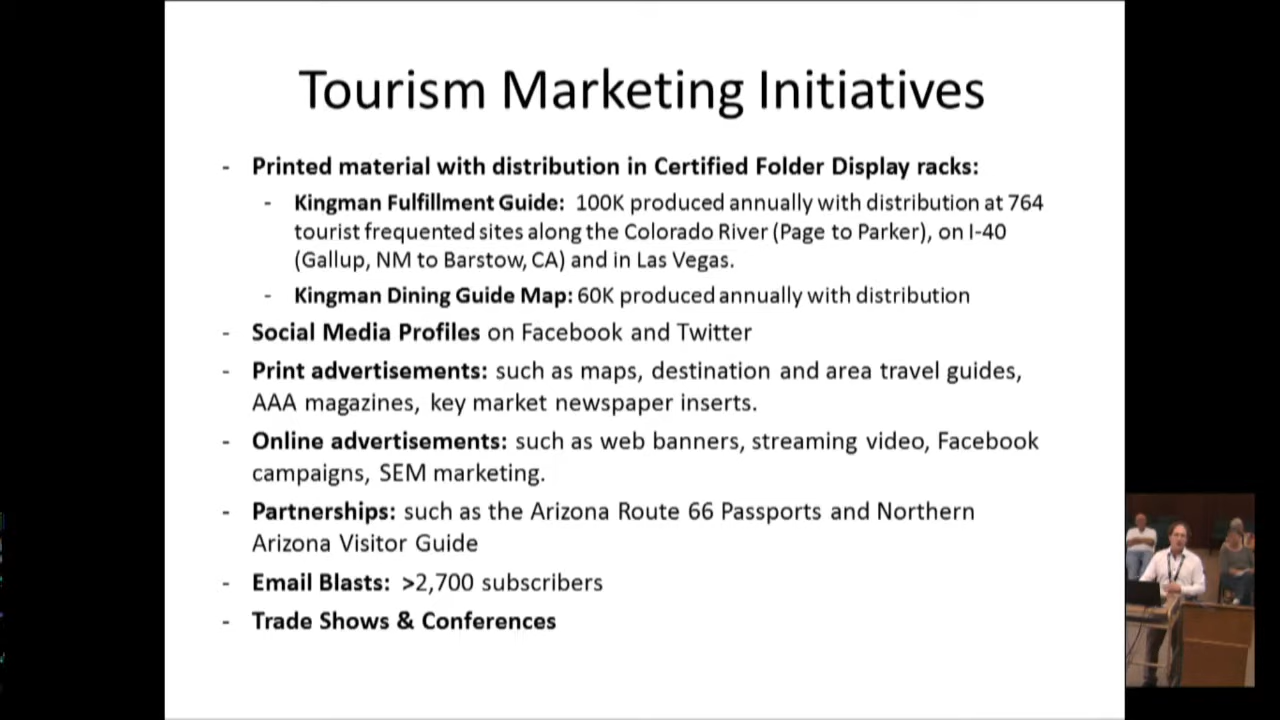 Tourism Marketing Initiatives
- Printed material with distribution in Certified Folder Display racks:
- Kingman Fulfillment Guide: 100K produced annually with distribution at 764
tourist frequented sites along the Colorado River (Page to Parker), on I-40
(Gallup, NM to Barstow, CA) and in Las Vegas.
- Kingman Dining Guide Map: 60K produced annually with distribution
- Social Media Profiles on Facebook and Twitter
- Print advertisements: such as maps, destination and area travel guides,
AAA magazines, key market newspaper inserts.
- Online advertisements: such as web banners, streaming video, Facebook
campaigns, SEM marketing.
- Partnerships: such as the Arizona Route 66 Passports and Northern
Arizona Visitor Guide
- Email Blasts: >2,700 subscribers
- Trade Shows & Conferences